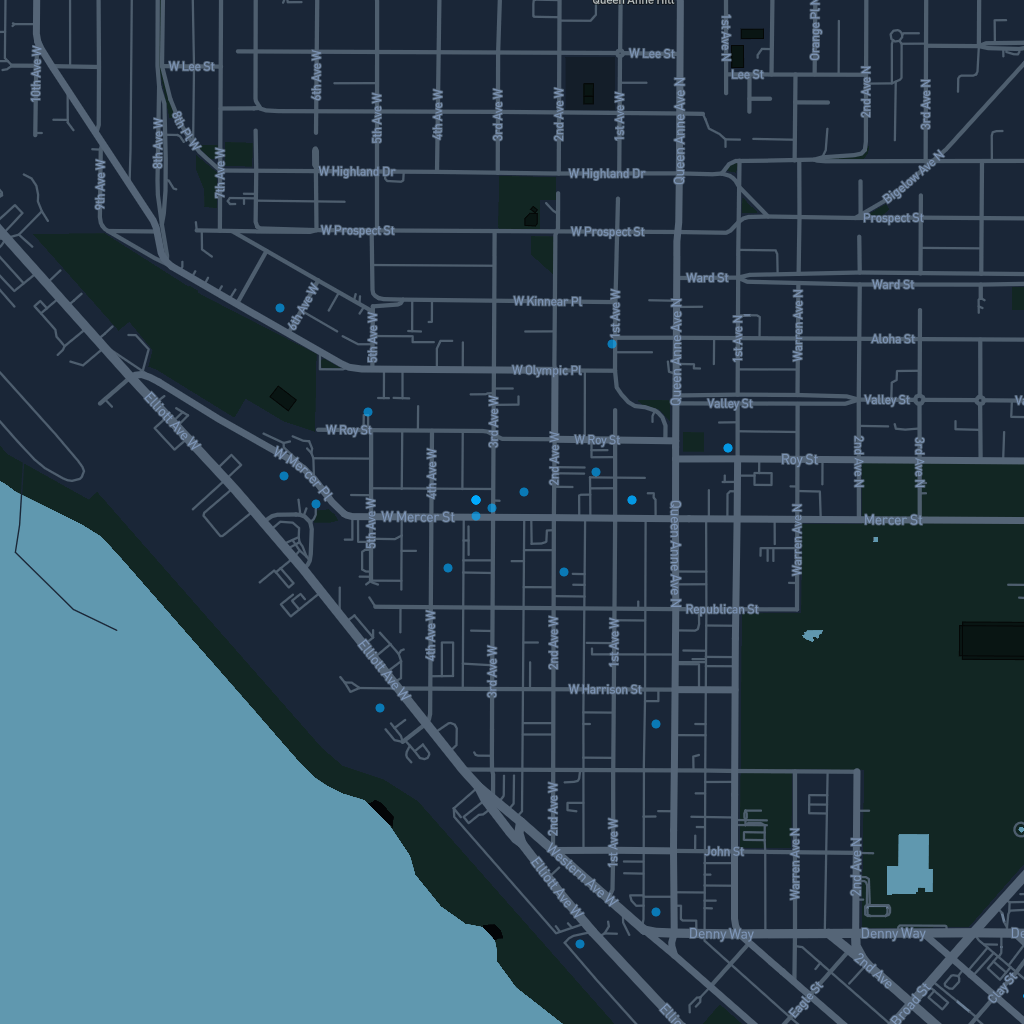 Queen Anne Hill
1st Ave N
Orange Pl N
W Lee St
W Lee St
Lee St
10th Ave W
6th Ave W
5th Ave W
4th Ave W
3rd Ave W
2nd Ave W
1st Ave W
Queen Anne Ave N
2nd Ave N
3rd Ave N
8th Ave W
8th Pl W
7th Ave W
9th Ave W
W Highland Dr
W Highland Dr
Bigelow Ave N
Prospect St
W Prospect St
W Prospect St
Ward St
Ward St
6th Ave W
W Kinnear Pl
1st Ave W
Queen Anne Ave N
1st Ave N
Warren Ave N
5th Ave W
Aloha St
W Olympic Pl
Valley St
Valley St
Elliott Ave W
3rd Ave W
W Roy St
W Roy St
2nd Ave W
Roy St
2nd Ave N
3rd Ave N
W Mercer Pl
4th Ave W
5th Ave W
W Mercer St
Mercer St
Queen Anne Ave N
Warren Ave N
Republican St
4th Ave W
3rd Ave W
2nd Ave W
1st Ave W
Elliott Ave W
W Harrison St
2nd Ave W
1st Ave W
John St
Warren Ave N
2nd Ave N
Western Ave W
Elliott Ave W
Denny Way
Denny Way
2nd Ave
Eagle St
Broad St
Clay St